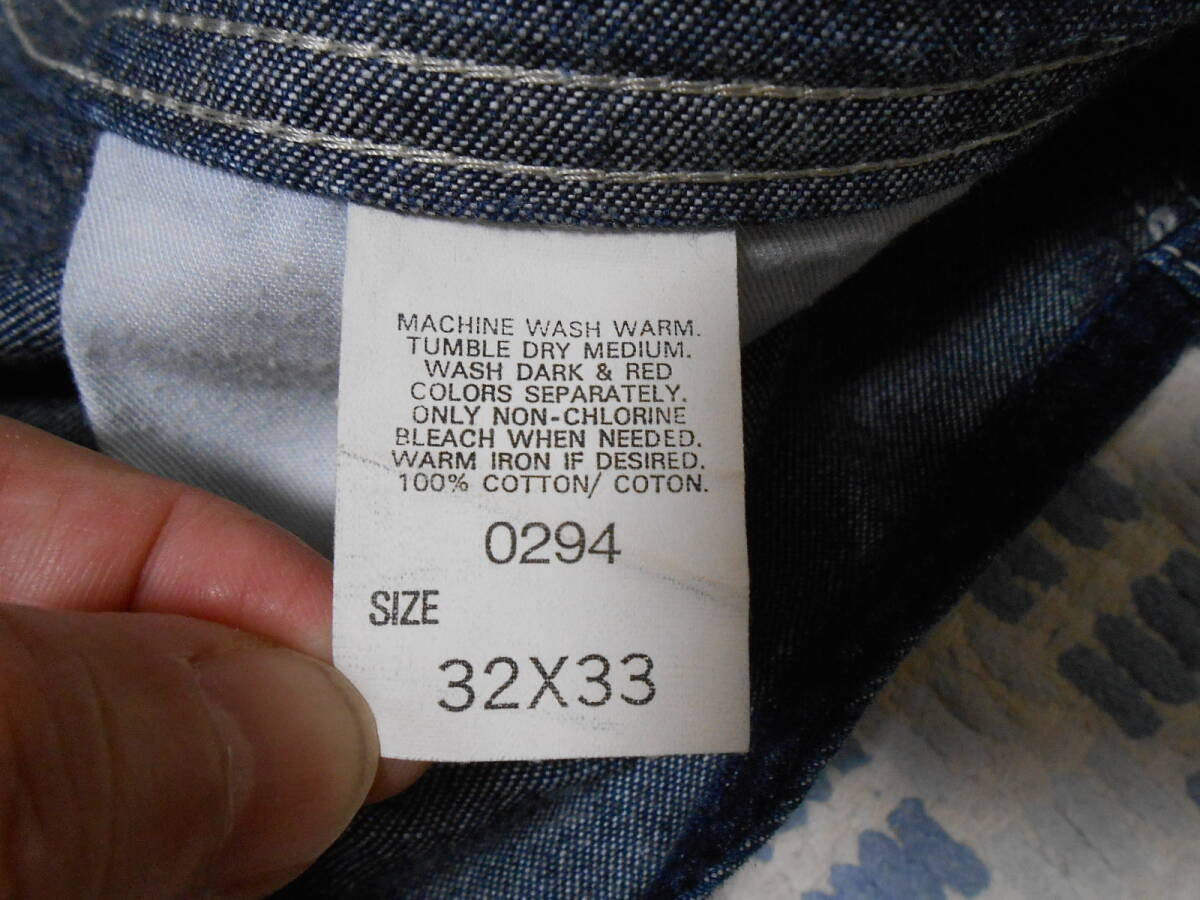 MACHINE WASH WARM.
TUMBLE DRY MEDIUM.
WASH DARK & RED
COLORS SEPARATELY.
ONLY NON-CHLORINE
BLEACH WHEN NEEDED.
WARM IRON IF DESIRED.
100% COTTON/ COTON.
0294
SIZE
32X33